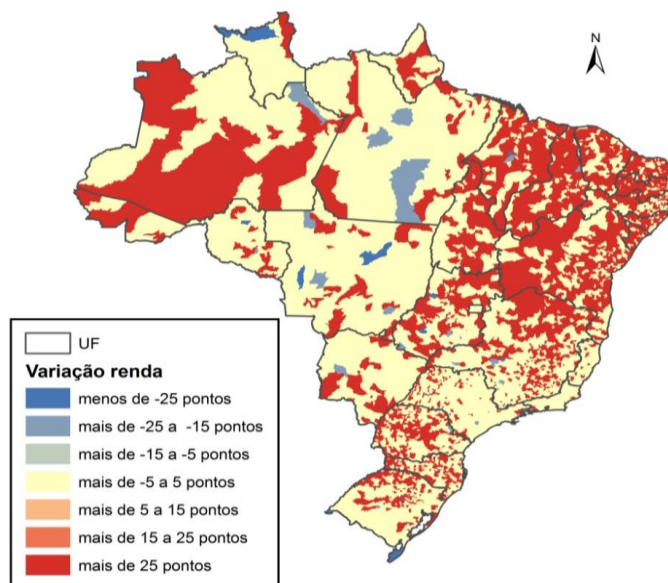 N
UF
Variação renda
menos de -25 pontos
mais de -25 a -15 pontos
mais de -15 a -5 pontos
mais de -5 a 5 pontos
mais de 5 a 15 pontos
mais de 15 a 25 pontos
mais de 25 pontos